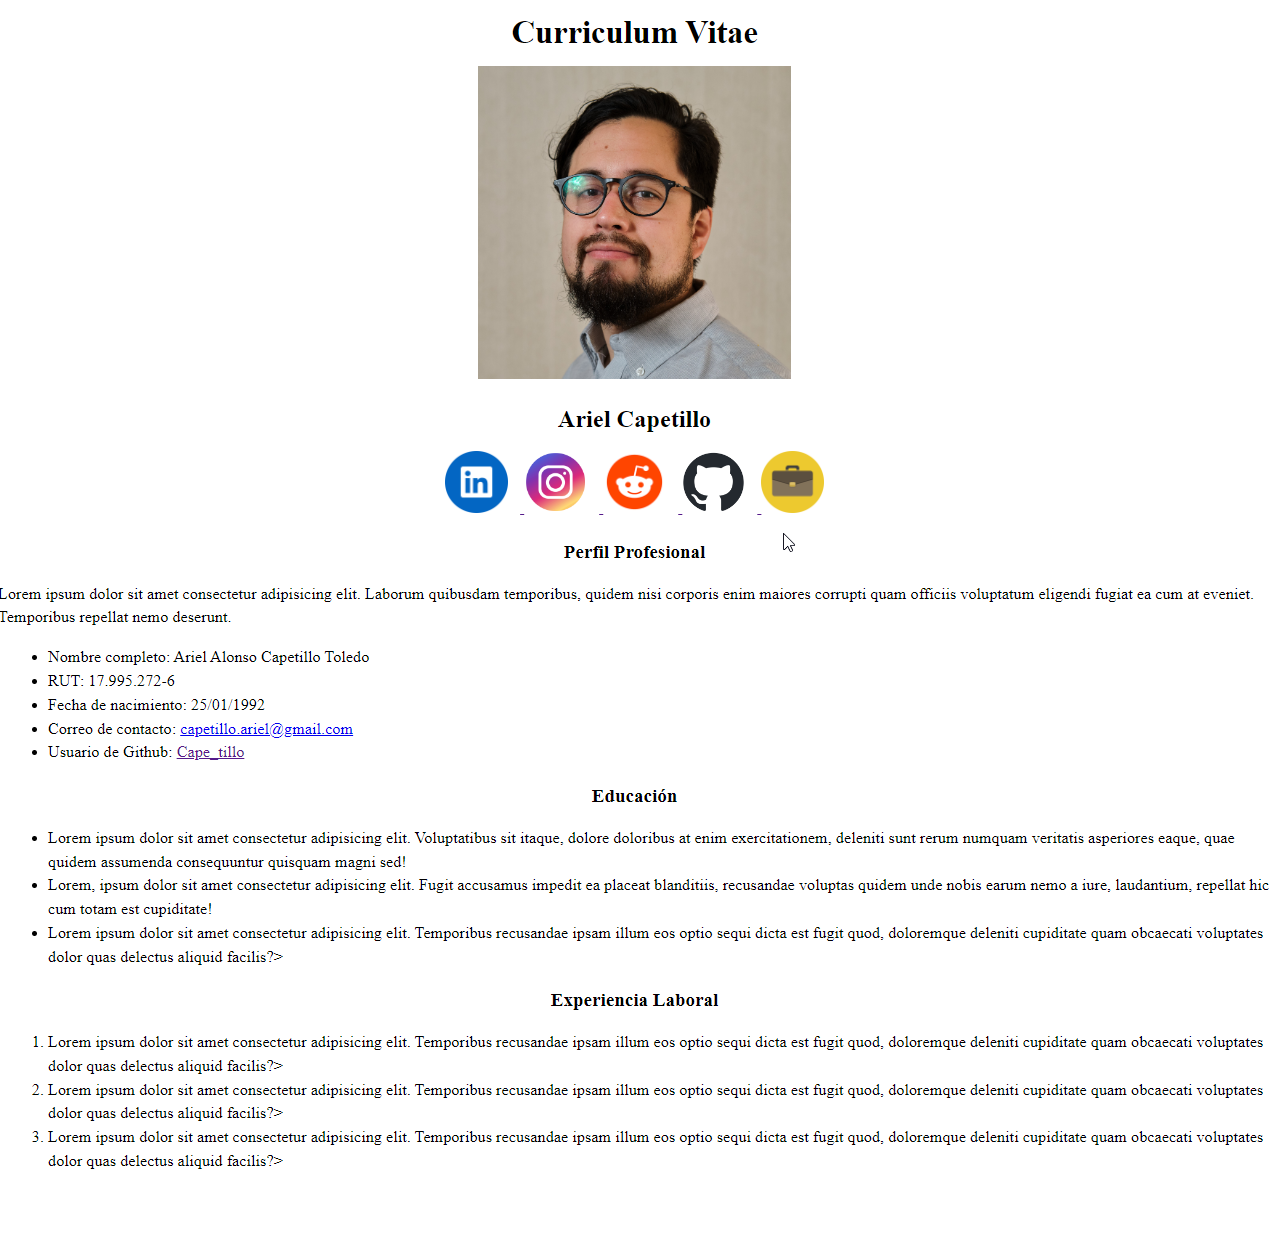 Curriculum Vitae
Ariel Capetillo
in
Perfil Profesional
Lorem ipsum dolor sit amet consectetur adipisicing elit. Laborum quibusdam temporibus, quidem nisi corporis enim maiores corrupti quam officiis voluptatum eligendi fugiat ea cum at eveniet.
Temporibus repellat nemo deserunt.
• Nombre completo: Ariel Alonso Capetillo Toledo
• RUT: 17.995.272-6
• Fecha de nacimiento: 25/01/1992
• Correo de contacto: capetillo.ariel@gmail.com
• Usuario de Github: Cape_tillo
Educación
• Lorem ipsum dolor sit amet consectetur adipisicing elit. Voluptatibus sit itaque, dolore doloribus at enim exercitationem, deleniti sunt rerum numquam veritatis asperiores eaque, quae
quidem assumenda consequuntur quisquam magni sed!
• Lorem, ipsum dolor sit amet consectetur adipisicing elit. Fugit accusamus impedit ea placeat blanditiis, recusandae voluptas quidem unde nobis earum nemo a iure, laudantium, repellat hic
cum totam est cupiditate!
• Lorem ipsum dolor sit amet consectetur adipisicing elit. Temporibus recusandae ipsam illum eos optio sequi dicta est fugit quod, doloremque deleniti cupiditate quam obcaecati voluptates
dolor quas delectus aliquid facilis?>
Experiencia Laboral
1. Lorem ipsum dolor sit amet consectetur adipisicing elit. Temporibus recusandae ipsam illum eos optio sequi dicta est fugit quod, doloremque deleniti cupiditate quam obcaecati voluptates
dolor quas delectus aliquid facilis?>
2. Lorem ipsum dolor sit amet consectetur adipisicing elit. Temporibus recusandae ipsam illum eos optio sequi dicta est fugit quod, doloremque deleniti cupiditate quam obcaecati voluptates
dolor quas delectus aliquid facilis?>
3. Lorem ipsum dolor sit amet consectetur adipisicing elit. Temporibus recusandae ipsam illum eos optio sequi dicta est fugit quod, doloremque deleniti cupiditate quam obcaecati voluptates
dolor quas delectus aliquid facilis?>